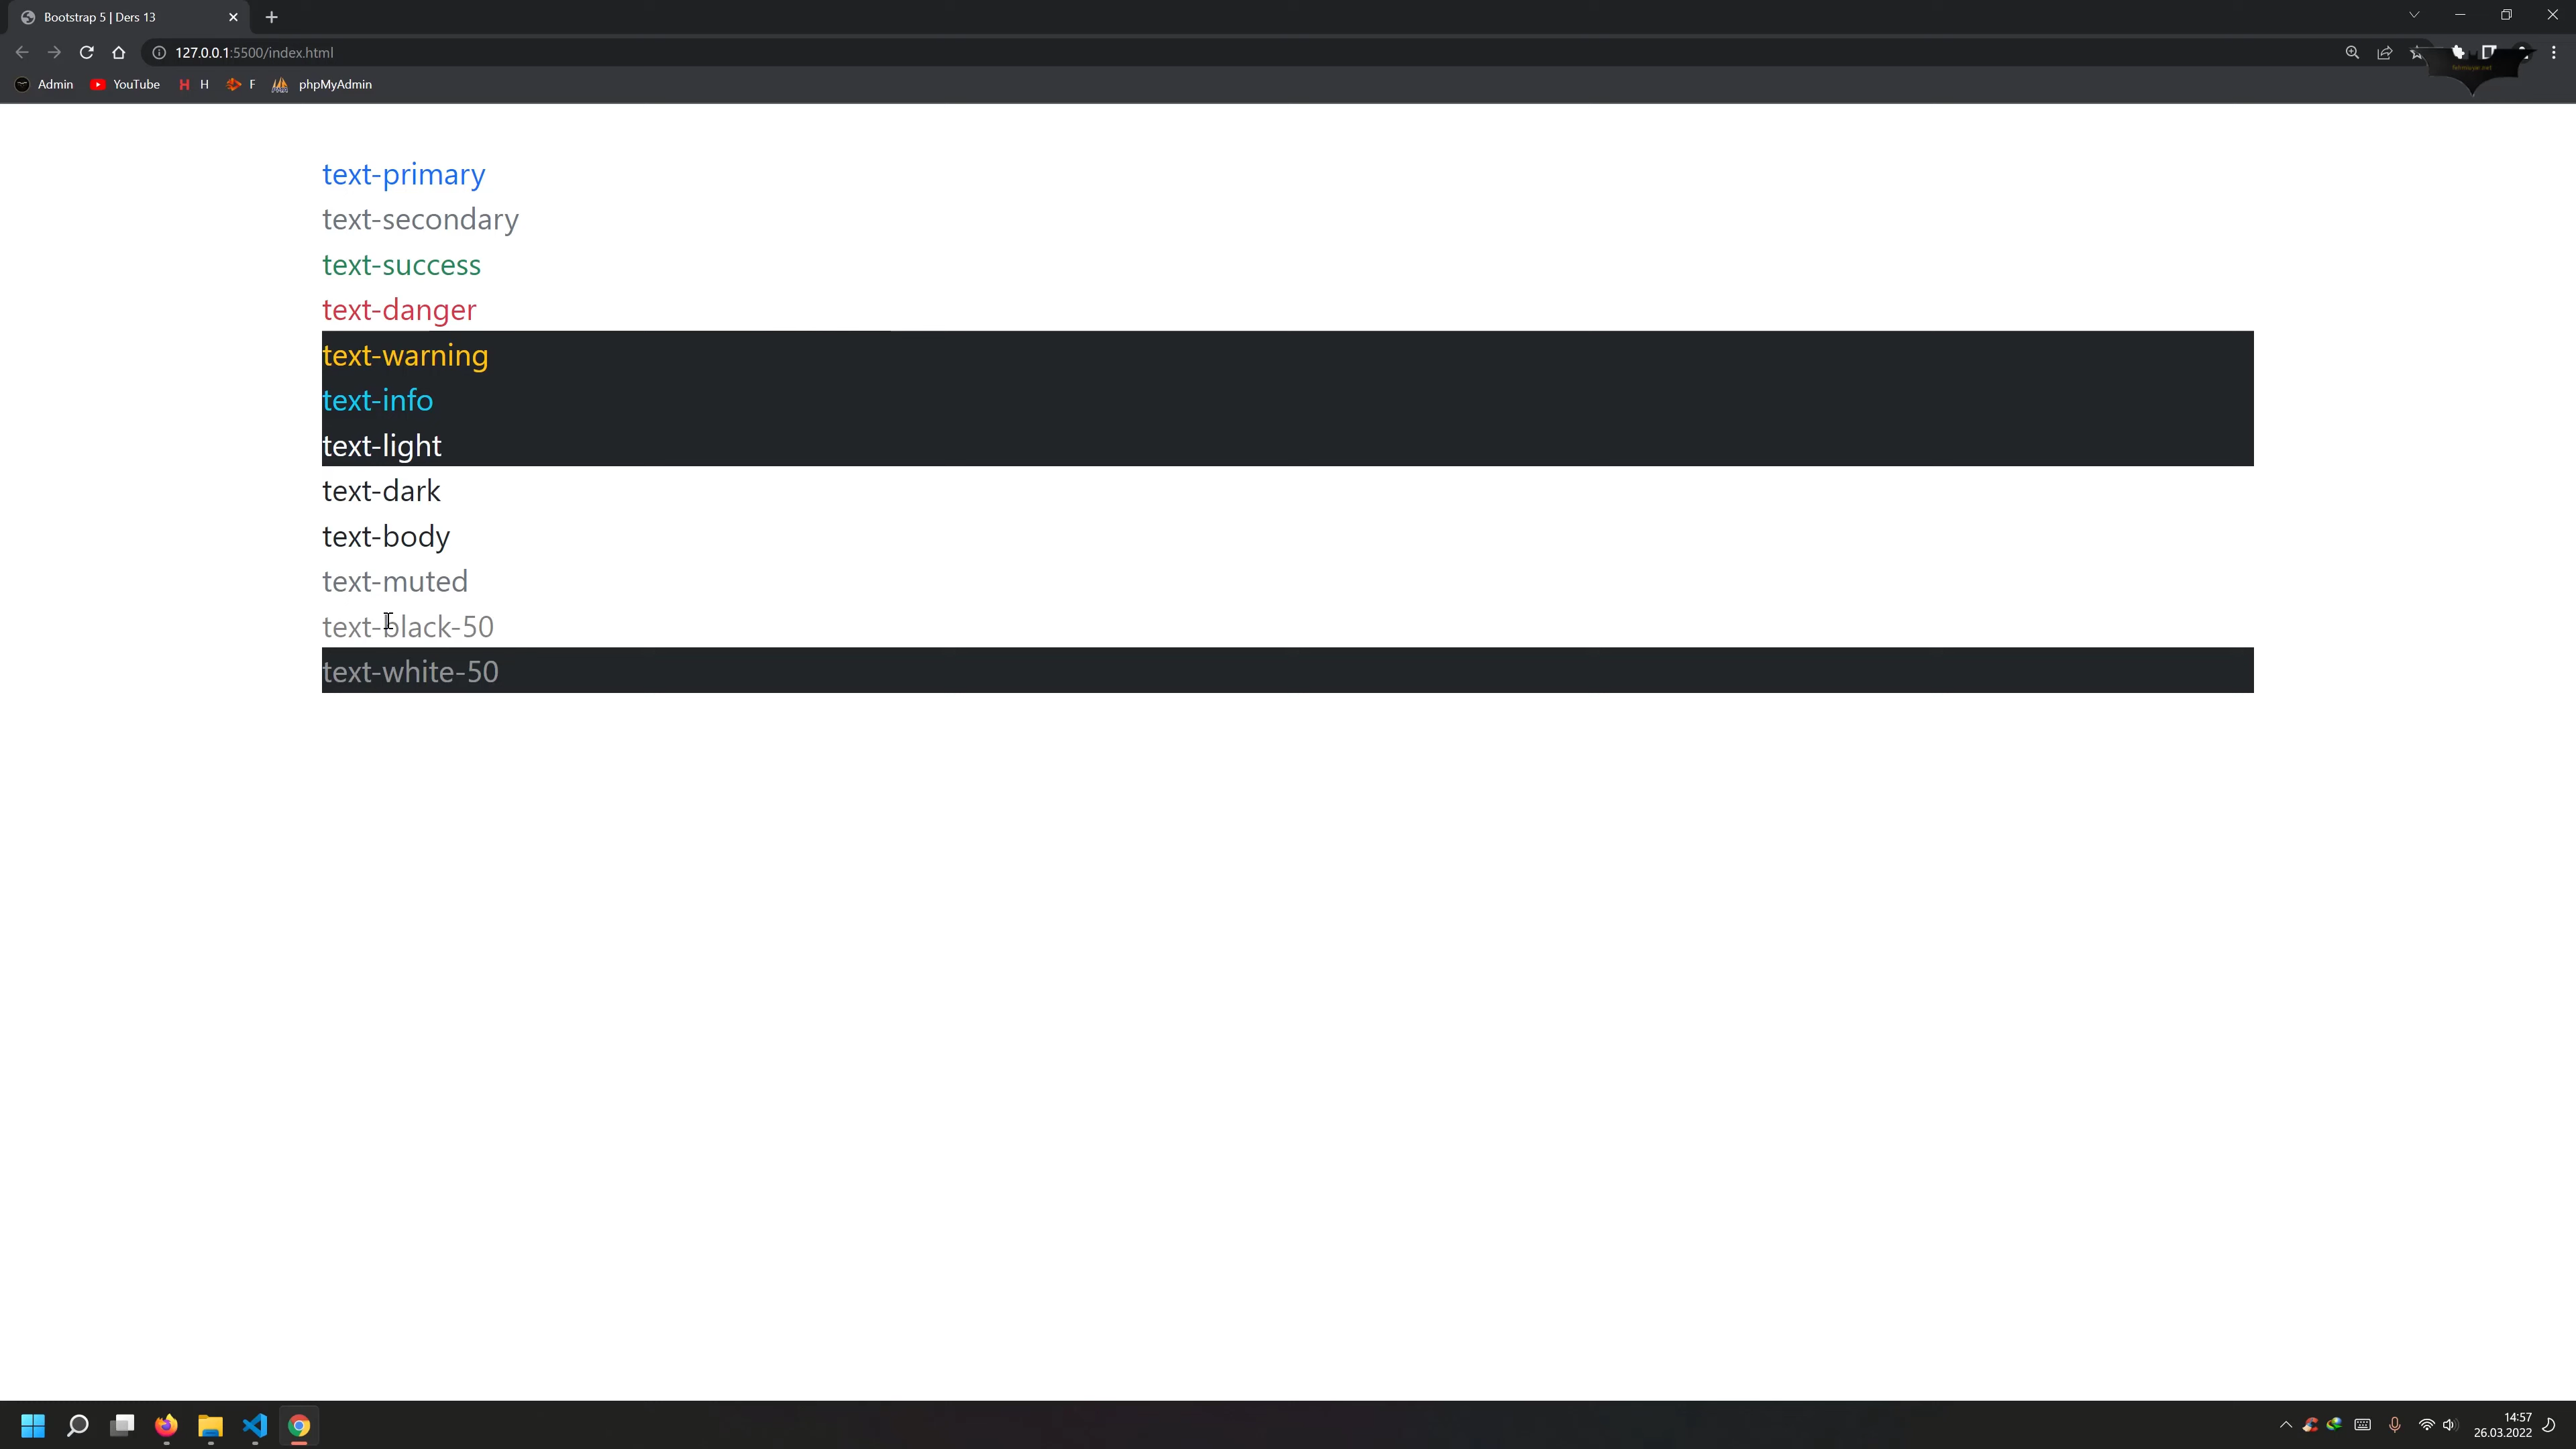 Bootstrap 5 | Ders 13
127.0.0.1:5500/index.html
Admin YouTube H F phpMyAdmin
text-primary
text-secondary
text-success
text-danger
text-warning
text-info
text-light
text-dark
text-body
text-muted
text-black-50
text-white-50
14:57
26.03.2022